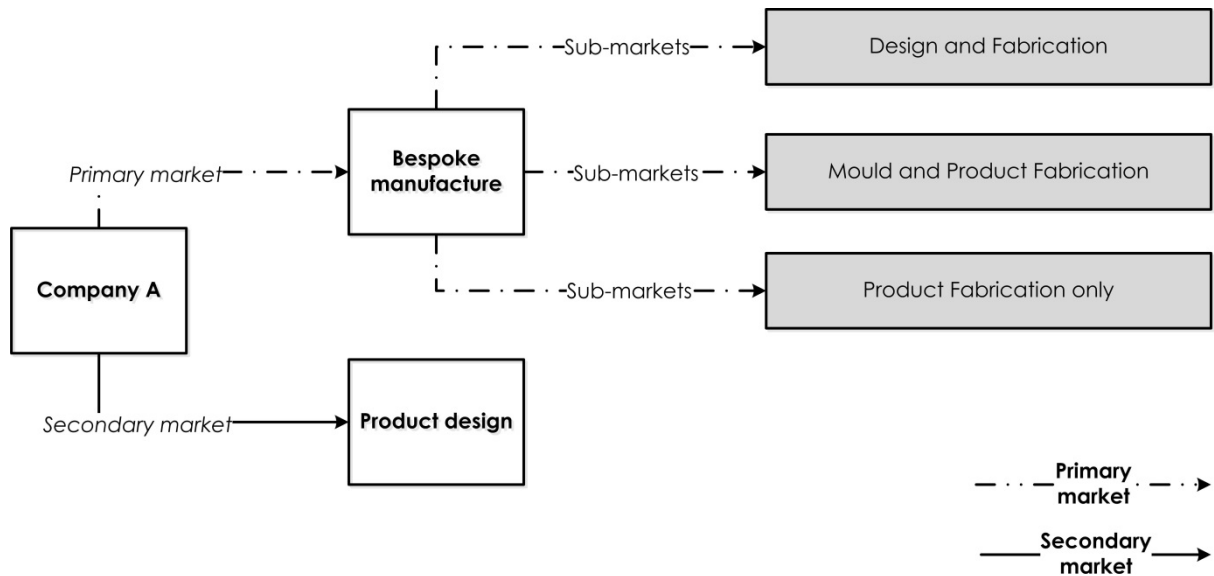 Sub-markets
Design and Fabrication
Primary market
Bespoke
manufacture
Sub-markets
Mould and Product Fabrication
Company A
Sub-markets
Product Fabrication only
Secondary market
Product design
Primary
market
Secondary
market